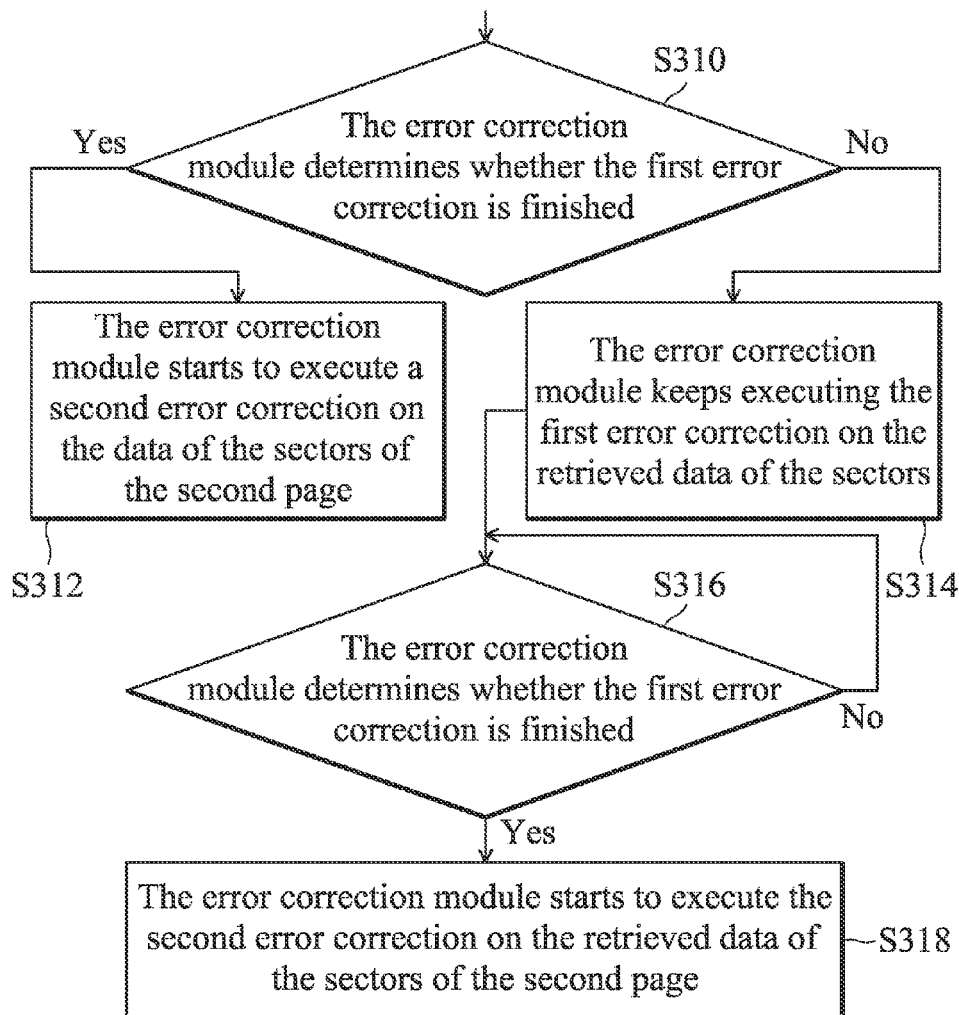 S310
The error correction
module determines whether the first error
correction is finished
Yes
No
The error correction
module starts to execute a
second error correction on
the data of the sectors of
the second page
S312
The error correction
module keeps executing the
first error correction on the
retrieved data of the sectors
S314
S316
The error correction
module determines whether the first error
correction is finished
No
Yes
The error correction module starts to execute the
second error correction on the retrieved data of
the sectors of the second page
S318